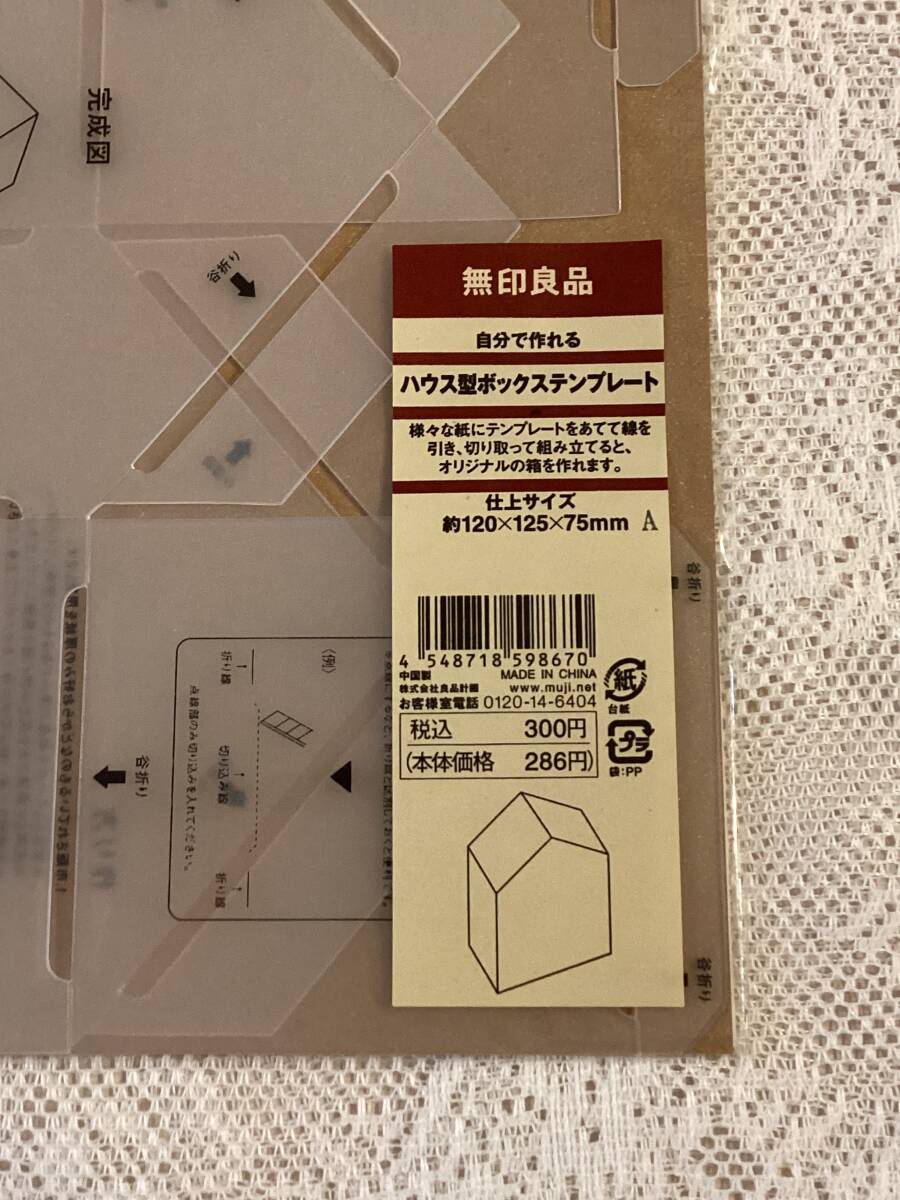 無印良品
自分で作れる
ハウス型ボックステンプレート
様々な紙にテンプレートをあてて線を
引き、切り取って組み立てると、
オリジナルの箱を作れます。
仕上サイズ
約120×125×75mm A
4 548718 598670
中国製 MADE IN CHINA
株式会社良品計画 www.muji.net
お客様室電話 0120-14-6404
税込 300円
(本体価格 286円)
紙
台紙
プラ
袋:PP
完成図
谷折り
谷折り
谷折り
谷折り
〈例〉
折り線
切り込み線
折り線
点線部のみ切り込みを入れてください。